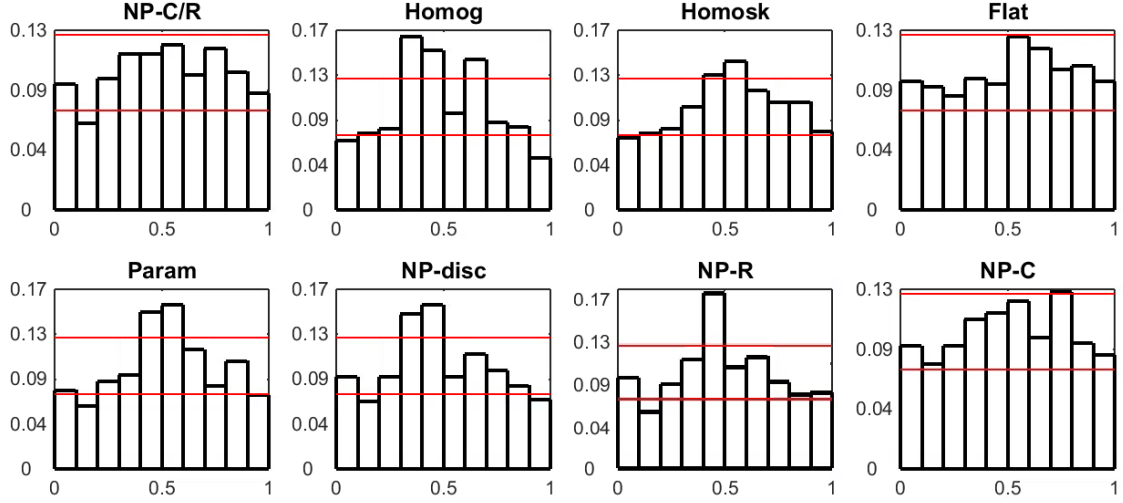 NP-C/R Homog Homosk Flat
0.13 0.17 0.17 0.13
0.13 0.13
0.09 0.09 0.09 0.09
0.04 0.04 0.04 0.04
0 0 0 0
0 0.5 1 0 0.5 1 0 0.5 1 0 0.5 1
Param NP-disc NP-R NP-C
0.17 0.17 0.17 0.13
0.13 0.13 0.13
0.09 0.09 0.09 0.09
0.04 0.04 0.04 0.04
0 0 0 0
0 0.5 1 0 0.5 1 0 0.5 1 0 0.5 1